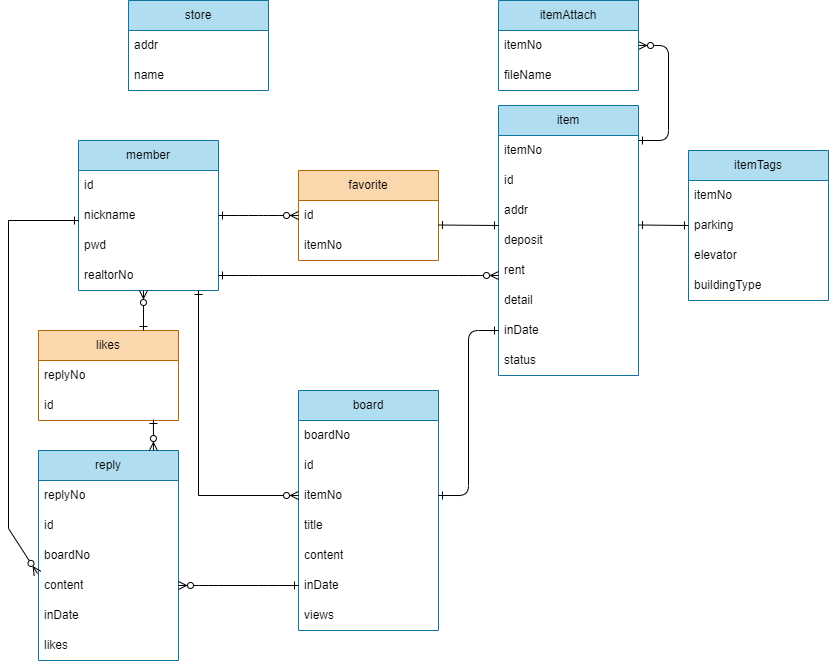 store
addr
name
itemAttach
itemNo
fileName
member
id
nickname
pwd
realtorNo
favorite
id
itemNo
item
itemNo
id
addr
deposit
rent
detail
inDate
status
itemTags
itemNo
parking
elevator
buildingType
likes
replyNo
id
reply
replyNo
id
boardNo
content
inDate
likes
board
boardNo
id
itemNo
title
content
inDate
views